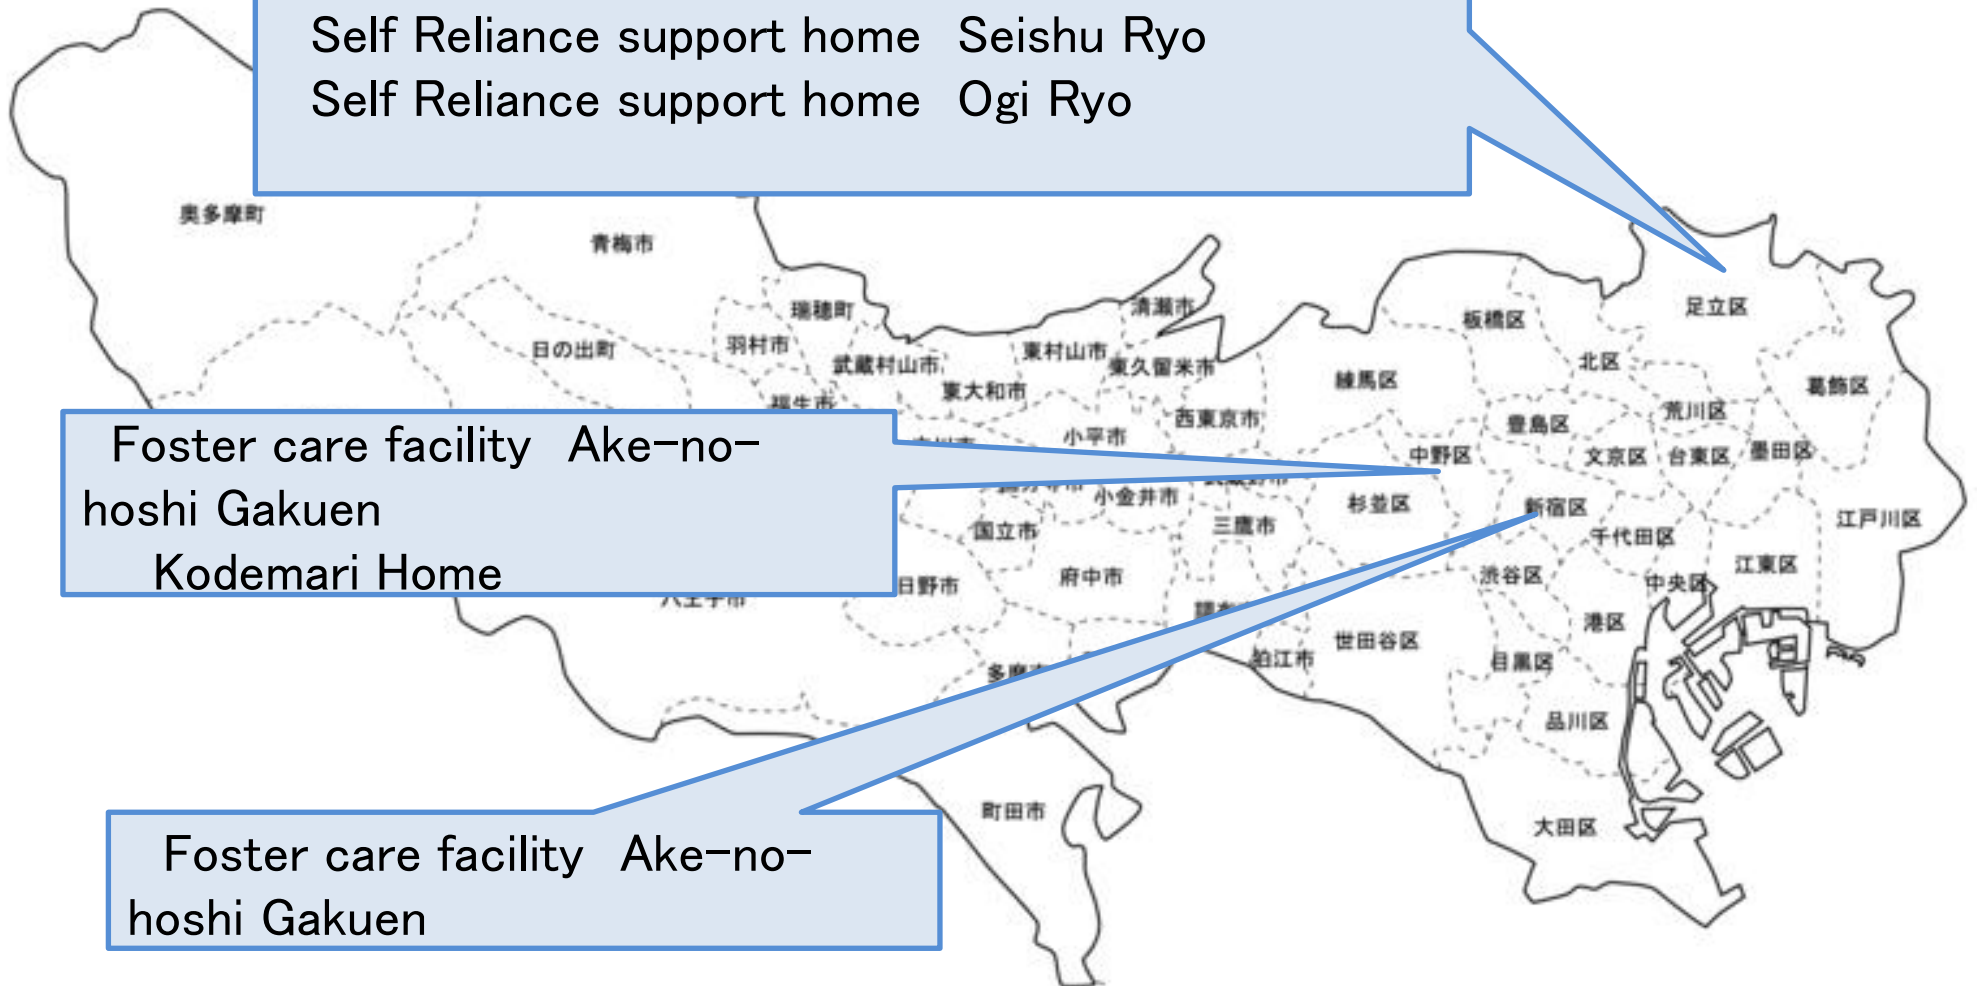 Self Reliance support home Seishu Ryo
Self Reliance support home Ogi Ryo
奥多摩町
青梅市
瑞穂町
清瀬市
足立区
板橋区
羽村市
日の出町
武蔵村山市
東村山市
東久留米市
北区
練馬区
葛飾区
東大和市
福生市
西東京市
荒川区
豊島区
小平市
中野区
文京区
台東区
墨田区
Foster care facility Ake-no-
hoshi Gakuen
Kodemari Home
小金井市
杉並区
新宿区
江戸川区
国立市
三鷹市
千代田区
府中市
日野市
渋谷区
中央区
江東区
港区
世田谷区
狛江市
目黒区
品川区
町田市
大田区
Foster care facility Ake-no-
hoshi Gakuen